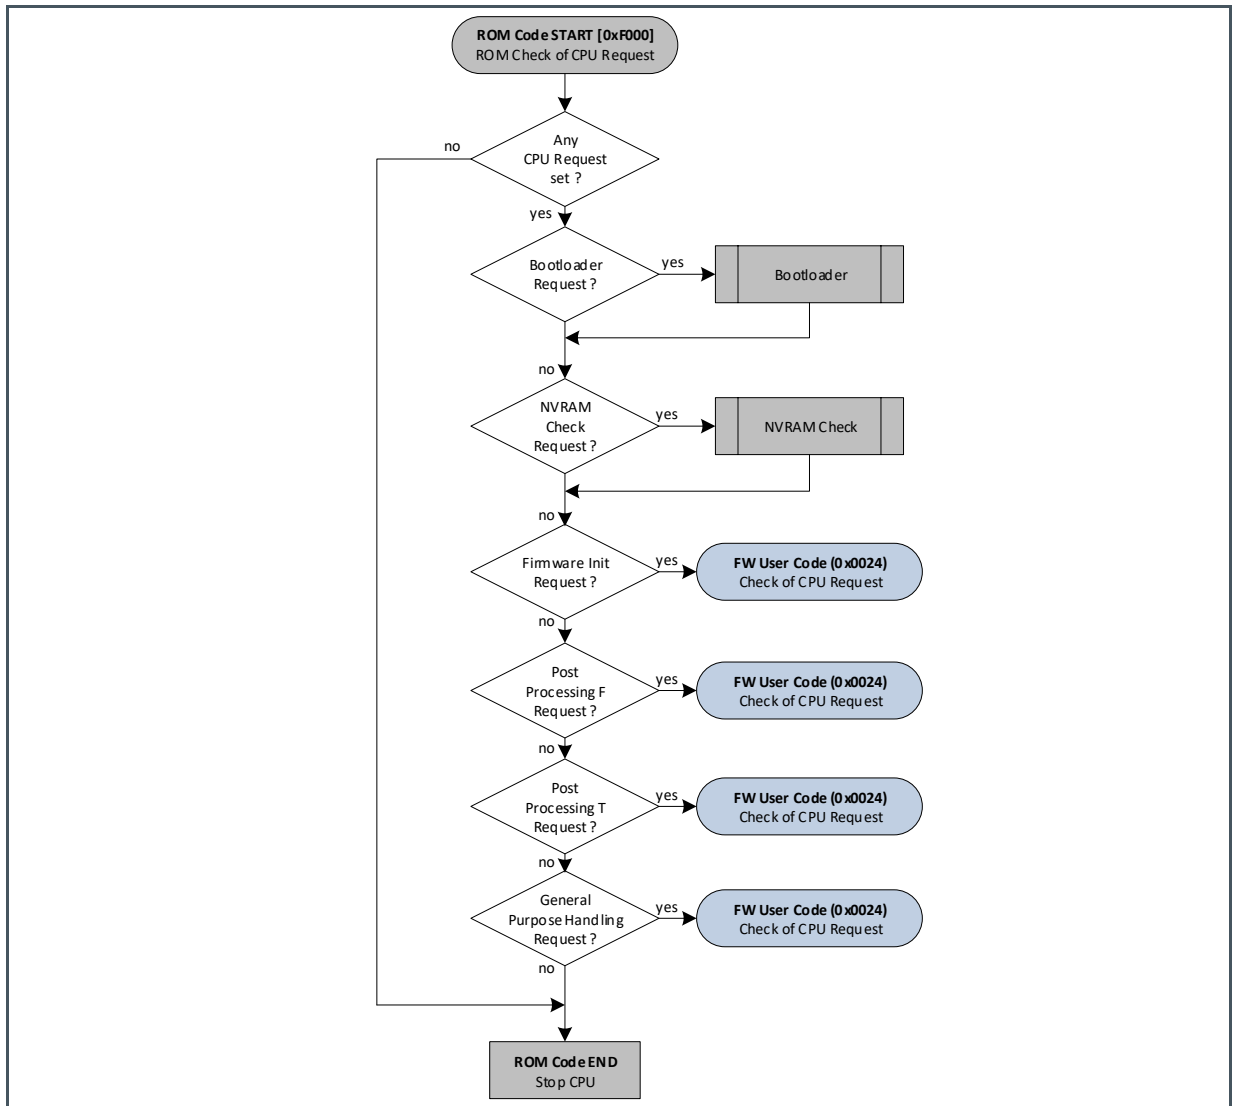 ROM Code START [0xF000]
ROM Check of CPU Request
Any
no
CPU Request
set ?
yes
Bootloader
Request ?
yes
Bootloader
no
NVRAM
Check
Request ?
yes
NVRAM Check
no
Firmware Init
Request ?
yes
FW User Code (0x0024)
Check of CPU Request
no
Post
Processing F
Request ?
yes
FW User Code (0x0024)
Check of CPU Request
no
Post
Processing T
Request ?
yes
FW User Code (0x0024)
Check of CPU Request
no
General
Purpose Handling
Request ?
yes
FW User Code (0x0024)
Check of CPU Request
no
ROM Code END
Stop CPU